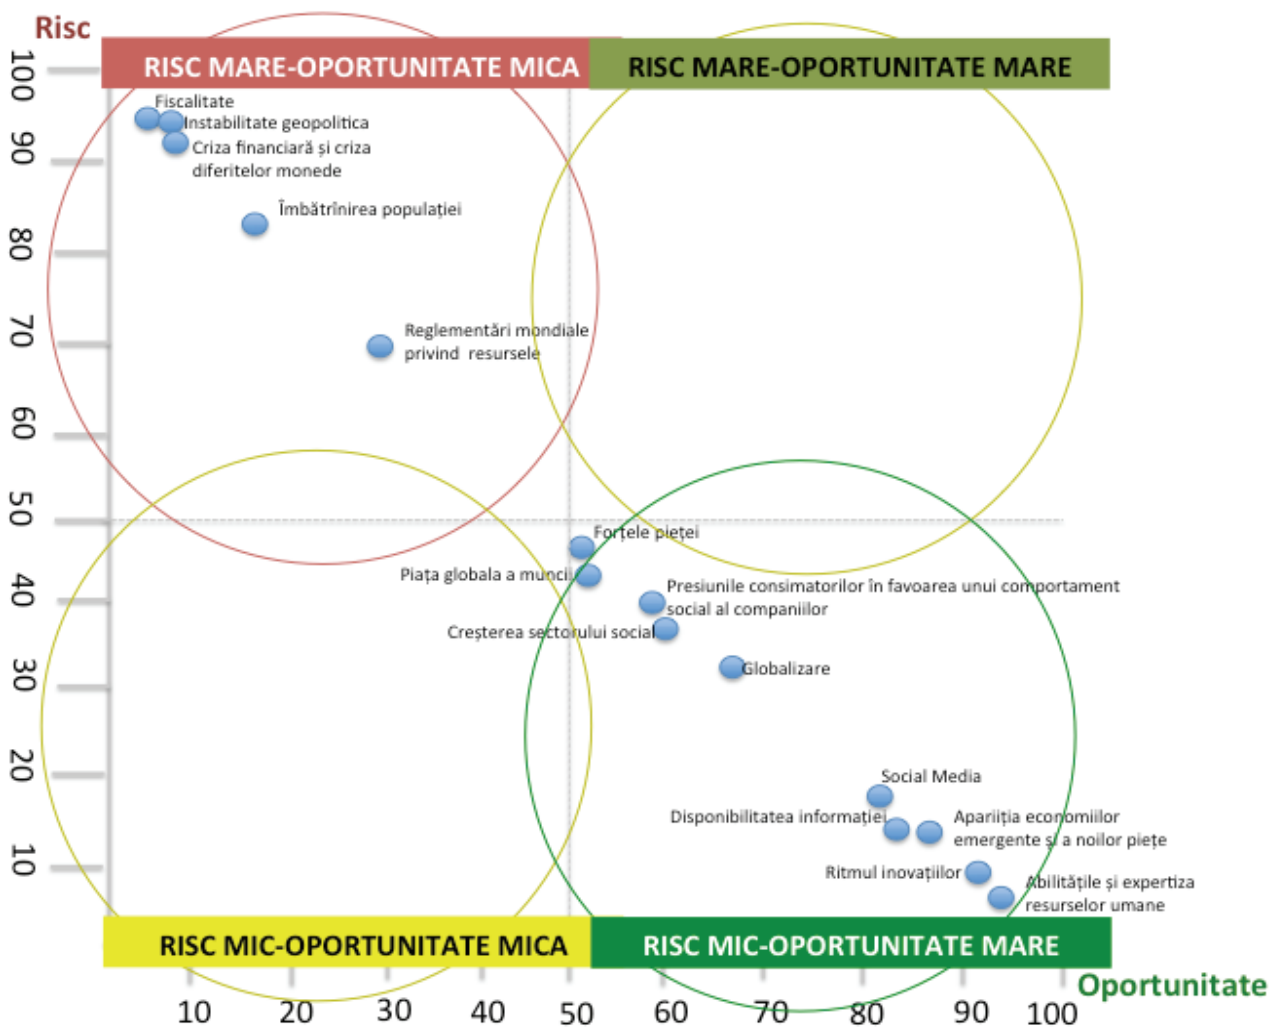 Risc
RISC MARE-OPORTUNITATE MICA
RISC MARE-OPORTUNITATE MARE
100
90
80
70
60
50
40
30
20
10
Fiscalitate
Instabilitate geopolitica
Criza financiară și criza
diferitelor monede
Îmbătrînirea populației
Reglementări mondiale
privind resursele
Forțele pieței
Piața globala a muncii
Presiunile consimatorilor în favoarea unui comportament
social al companiilor
Creșterea sectorului social
Globalizare
Social Media
Disponibilitatea informației
Apariiția economiilor
emergente și a noilor piețe
Ritmul inovațiilor
Abilitățile și expertiza
resurselor umane
RISC MIC-OPORTUNITATE MICA
RISC MIC-OPORTUNITATE MARE
Oportunitate
10
20
30
40
50
60
70
80
90
100